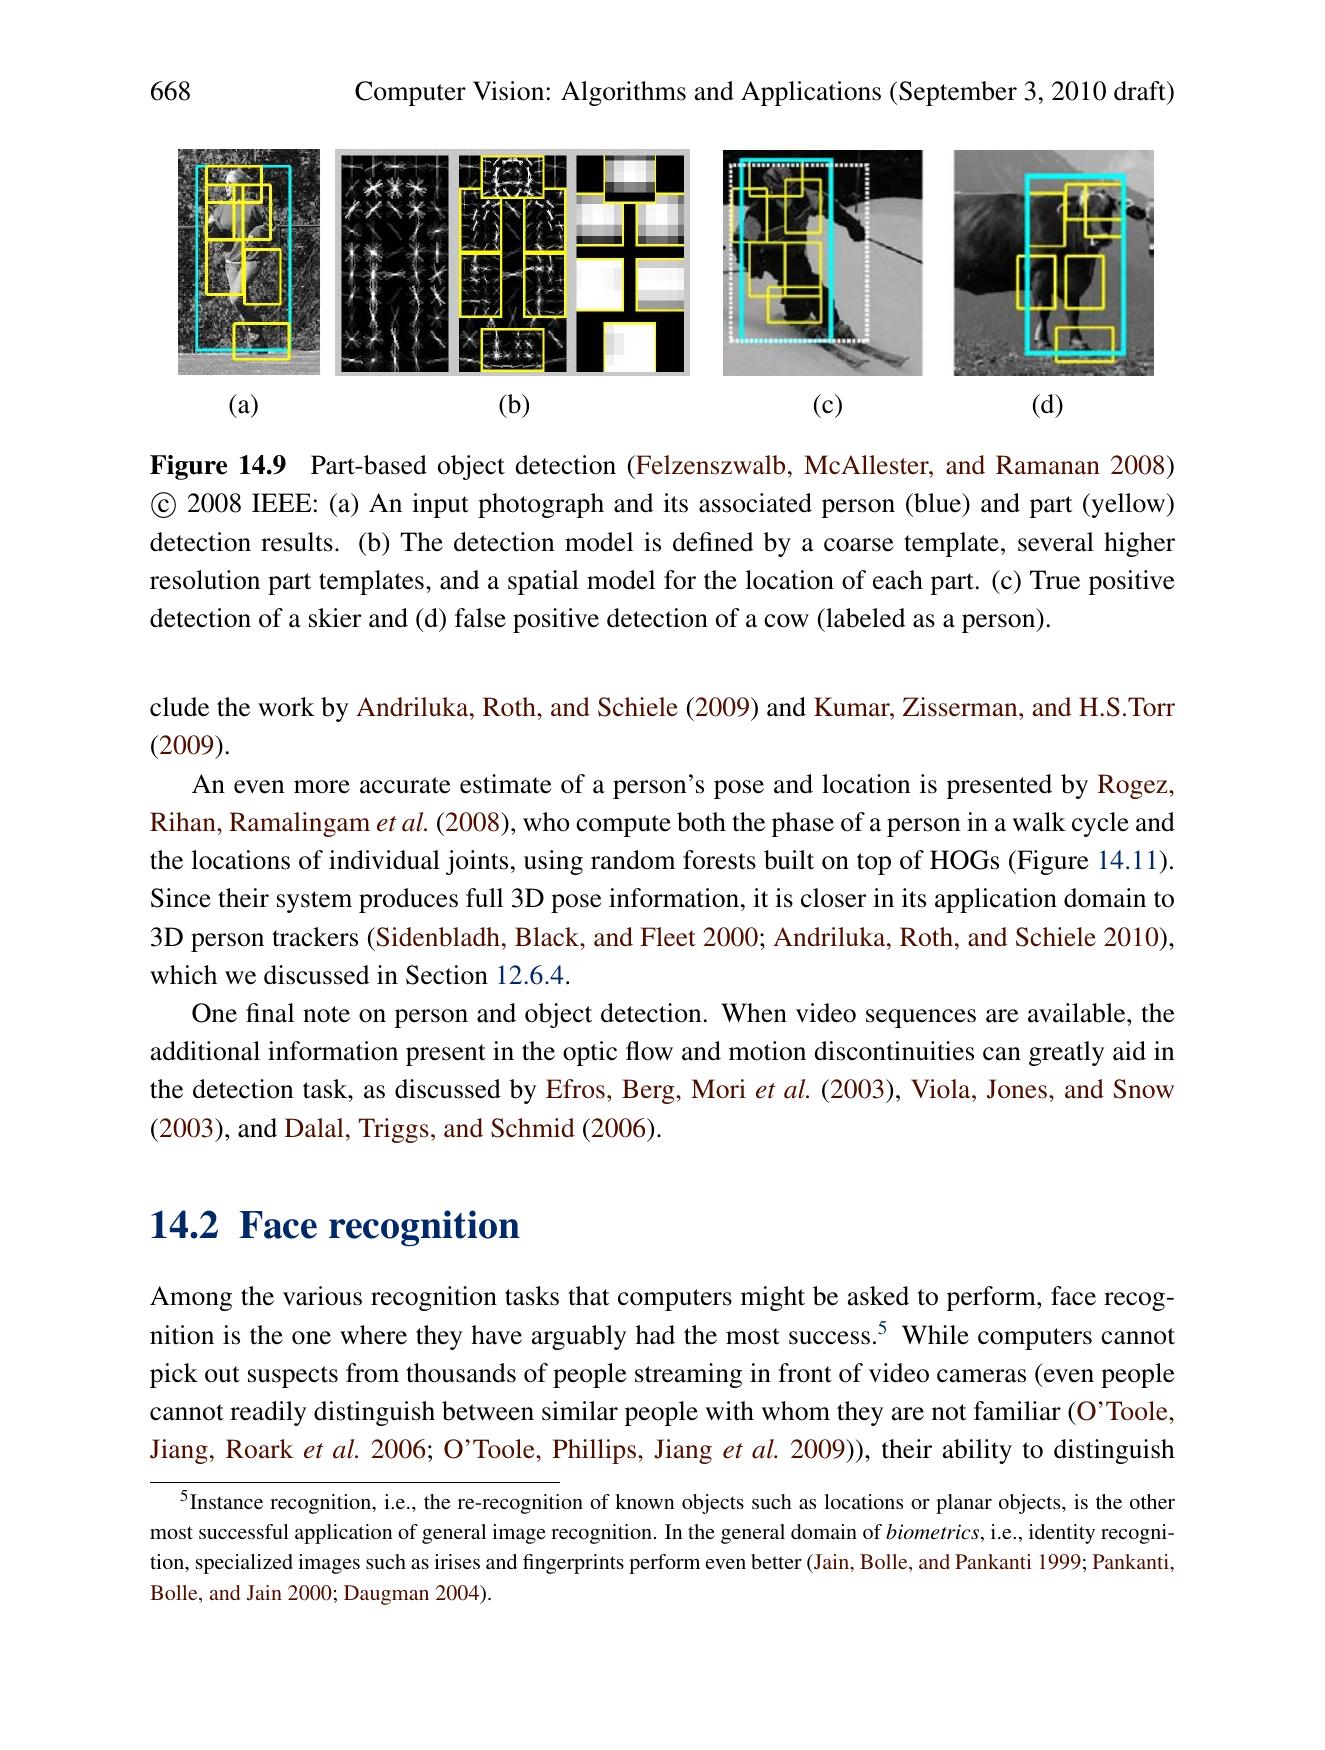 668 Computer Vision: Algorithms and Applications (September 3, 2010 draft)
(a) (b) (c) (d)
Figure 14.9 Part-based object detection (Felzenszwalb, McAllester, and Ramanan 2008)
© 2008 IEEE: (a) An input photograph and its associated person (blue) and part (yellow)
detection results. (b) The detection model is defined by a coarse template, several higher
resolution part templates, and a spatial model for the location of each part. (c) True positive
detection of a skier and (d) false positive detection of a cow (labeled as a person).
clude the work by Andriluka, Roth, and Schiele (2009) and Kumar, Zisserman, and H.S.Torr
(2009).
An even more accurate estimate of a person's pose and location is presented by Rogez,
Rihan, Ramalingam et al. (2008), who compute both the phase of a person in a walk cycle and
the locations of individual joints, using random forests built on top of HOGs (Figure 14.11).
Since their system produces full 3D pose information, it is closer in its application domain to
3D person trackers (Sidenbladh, Black, and Fleet 2000; Andriluka, Roth, and Schiele 2010),
which we discussed in Section 12.6.4.
One final note on person and object detection. When video sequences are available, the
additional information present in the optic flow and motion discontinuities can greatly aid in
the detection task, as discussed by Efros, Berg, Mori et al. (2003), Viola, Jones, and Snow
(2003), and Dalal, Triggs, and Schmid (2006).
14.2 Face recognition
Among the various recognition tasks that computers might be asked to perform, face recog-
nition is the one where they have arguably had the most success.5 While computers cannot
pick out suspects from thousands of people streaming in front of video cameras (even people
cannot readily distinguish between similar people with whom they are not familiar (O'Toole,
Jiang, Roark et al. 2006; O'Toole, Phillips, Jiang et al. 2009)), their ability to distinguish
5Instance recognition, i.e., the re-recognition of known objects such as locations or planar objects, is the other
most successful application of general image recognition. In the general domain of biometrics, i.e., identity recogni-
tion, specialized images such as irises and fingerprints perform even better (Jain, Bolle, and Pankanti 1999; Pankanti,
Bolle, and Jain 2000; Daugman 2004).